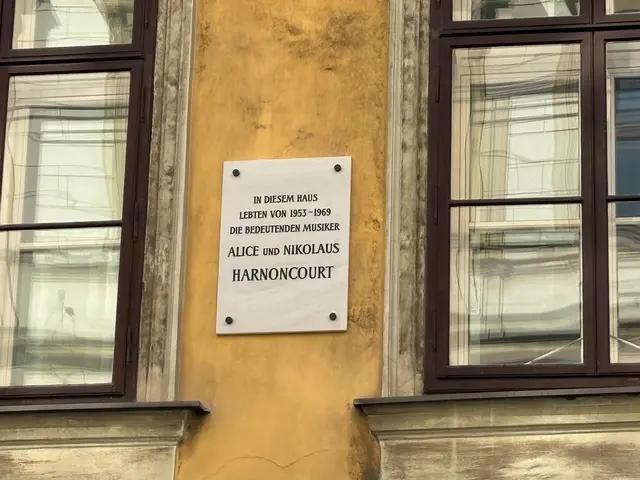 IN DIESEM HAUS
LEBTEN VON 1953–1969
DIE BEDEUTENDEN MUSIKER
ALICE UND NIKOLAUS
HARNONCOURT